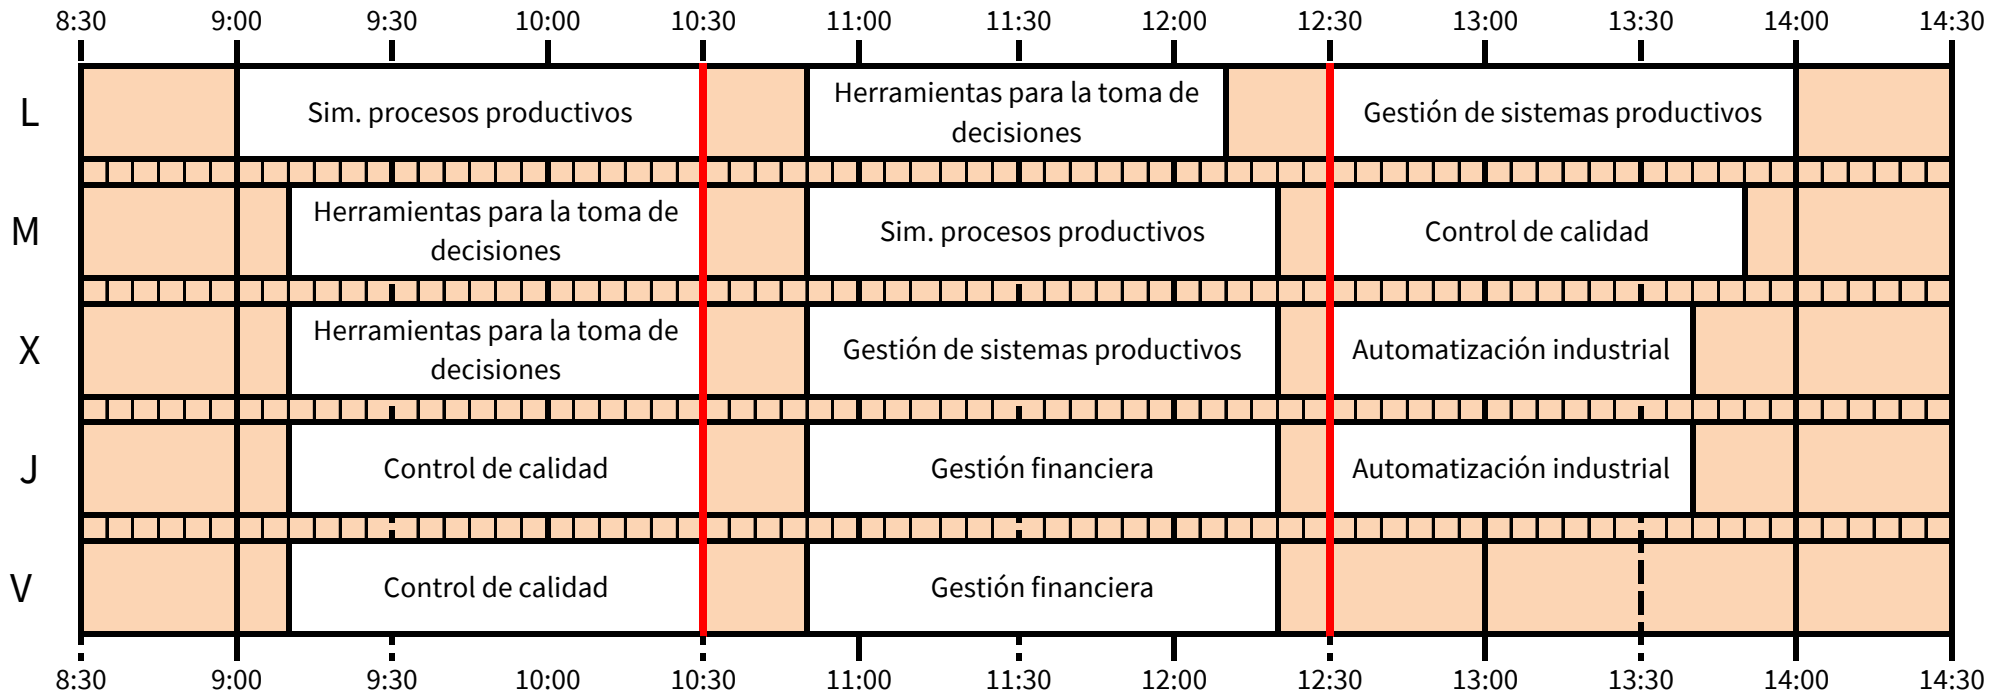 8:30 9:00 9:30 10:00 10:30 11:00 11:30 12:00 12:30 13:00 13:30 14:00 14:30
L
Sim. procesos productivos
Herramientas para la toma de
decisiones
Gestión de sistemas productivos
M
Herramientas para la toma de
decisiones
Sim. procesos productivos
Control de calidad
X
Herramientas para la toma de
decisiones
Gestión de sistemas productivos
Automatización industrial
J
Control de calidad
Gestión financiera
Automatización industrial
V
Control de calidad
Gestión financiera
8:30 9:00 9:30 10:00 10:30 11:00 11:30 12:00 12:30 13:00 13:30 14:00 14:30